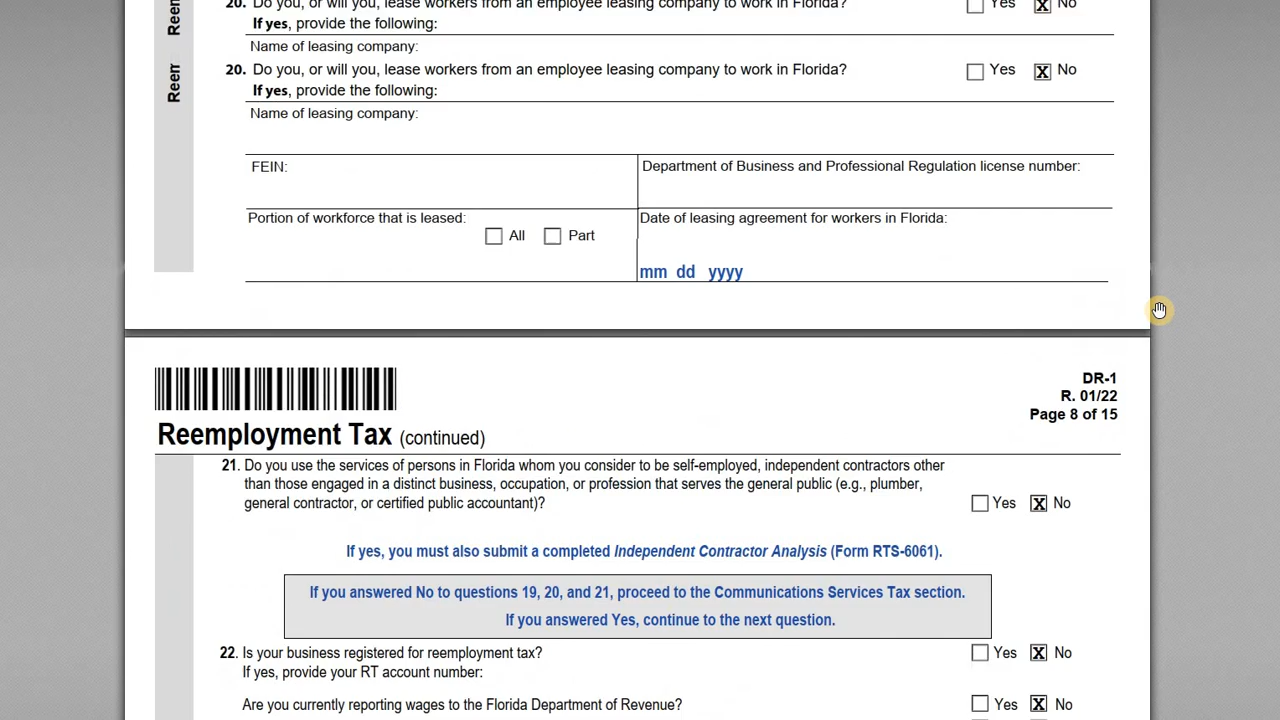 20. Do you, or will you, lease workers from an employee leasing company to work in Florida? Yes X No
If yes, provide the following:
Name of leasing company:
20. Do you, or will you, lease workers from an employee leasing company to work in Florida? Yes X No
If yes, provide the following:
Name of leasing company:
FEIN:
Department of Business and Professional Regulation license number:
Portion of workforce that is leased:
All Part
Date of leasing agreement for workers in Florida:
mm dd yyyy
DR-1
R. 01/22
Page 8 of 15
Reemployment Tax (continued)
21. Do you use the services of persons in Florida whom you consider to be self-employed, independent contractors other
than those engaged in a distinct business, occupation, or profession that serves the general public (e.g., plumber,
general contractor, or certified public accountant)? Yes X No
If yes, you must also submit a completed Independent Contractor Analysis (Form RTS-6061).
If you answered No to questions 19, 20, and 21, proceed to the Communications Services Tax section.
If you answered Yes, continue to the next question.
22. Is your business registered for reemployment tax? Yes X No
If yes, provide your RT account number:
Are you currently reporting wages to the Florida Department of Revenue? Yes X No